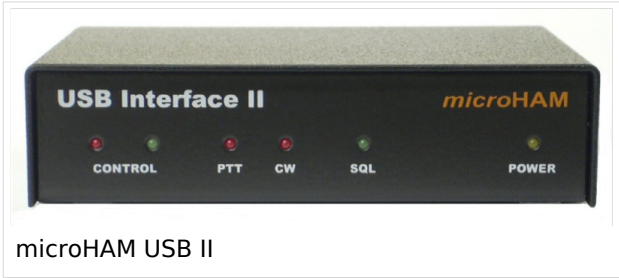 USB Interface II microHAM
CONTROL PTT CW SQL POWER
microHAM USB II